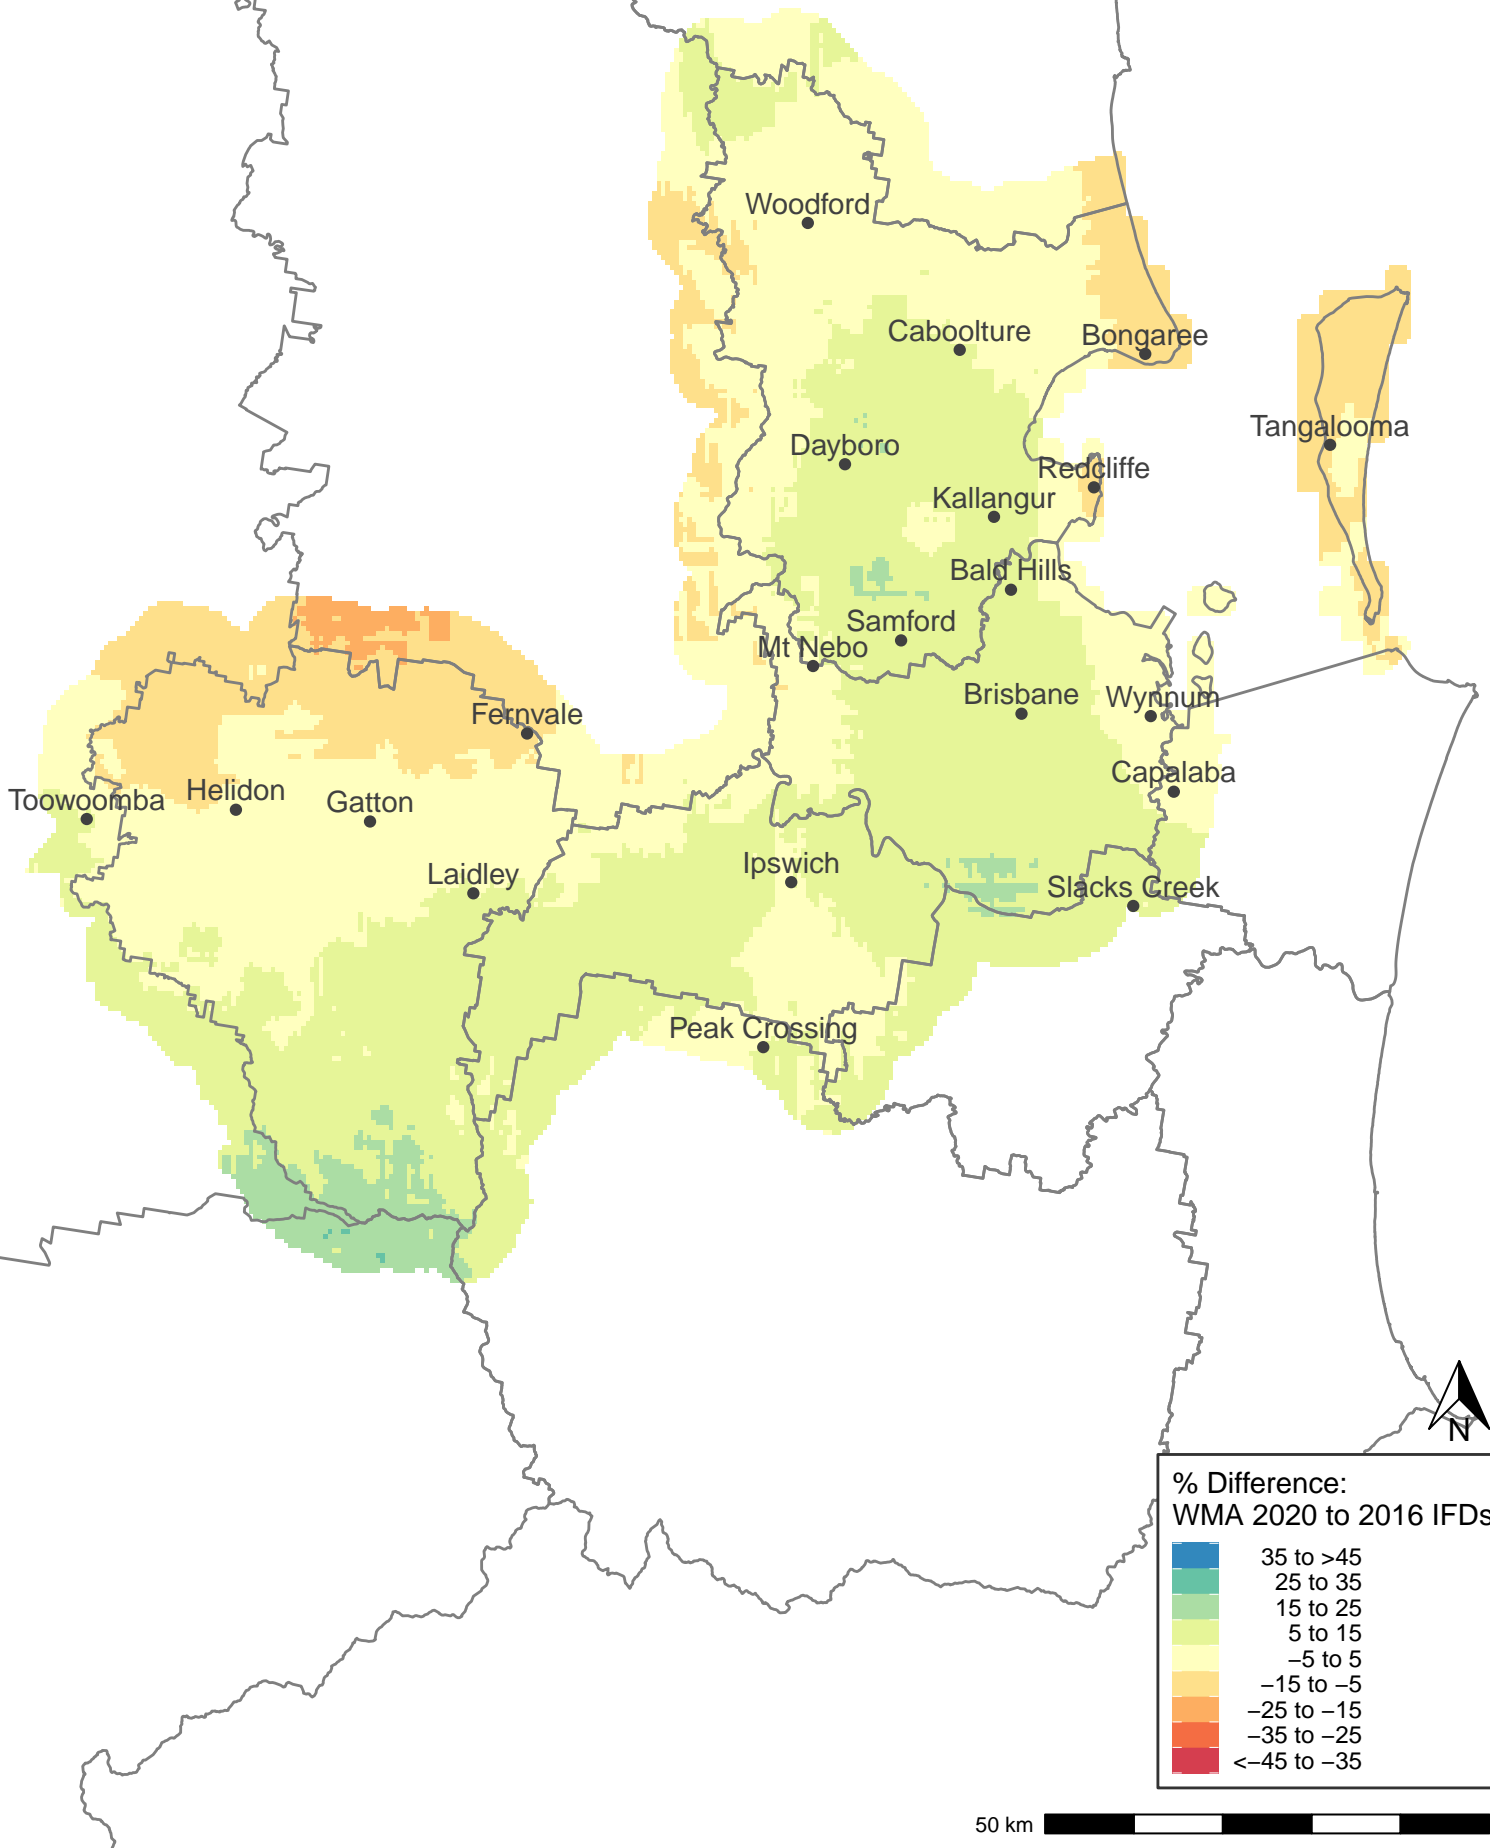 Woodford
Caboolture
Bongaree
Tangalooma
Dayboro
Redcliffe
Kallangur
Bald Hills
Samford
Mt Nebo
Brisbane
Wynnum
Fernvale
Capalaba
Toowoomba
Helidon
Gatton
Ipswich
Laidley
Slacks Creek
Peak Crossing
N
% Difference:
WMA 2020 to 2016 IFDs
35 to >45
25 to 35
15 to 25
5 to 15
−5 to 5
−15 to −5
−25 to −15
−35 to −25
<−45 to −35
50 km